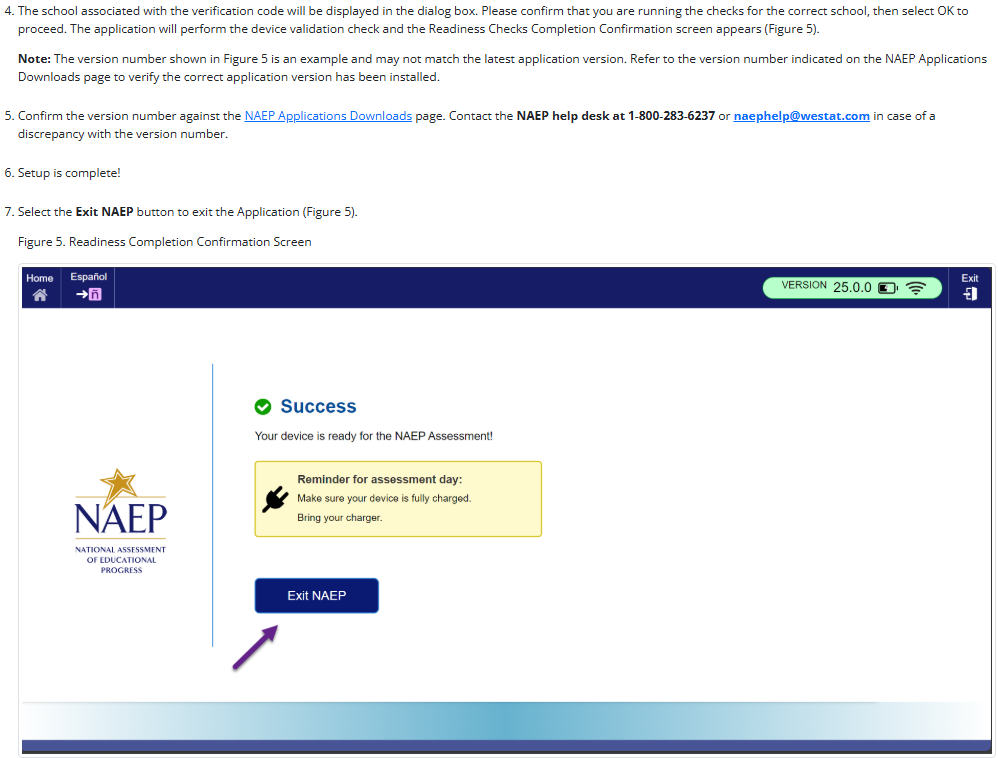 4. The school associated with the verification code will be displayed in the dialog box. Please confirm that you are running the checks for the correct school, then select OK to
proceed. The application will perform the device validation check and the Readiness Checks Completion Confirmation screen appears (Figure 5).
Note: The version number shown in Figure 5 is an example and may not match the latest application version. Refer to the version number indicated on the NAEP Applications
Downloads page to verify the correct application version has been installed.
5. Confirm the version number against the NAEP Applications Downloads page. Contact the NAEP help desk at 1-800-283-6237 or naephelp@westat.com in case of a
discrepancy with the version number.
6. Setup is complete!
7. Select the Exit NAEP button to exit the Application (Figure 5).
Figure 5. Readiness Completion Confirmation Screen
Home Español VERSION 25.0.0 Exit
ñ
Success
Your device is ready for the NAEP Assessment!
Reminder for assessment day:
Make sure your device is fully charged.
Bring your charger.
NAEP
NATIONAL ASSESSMENT
OF EDUCATIONAL
PROGRESS
Exit NAEP